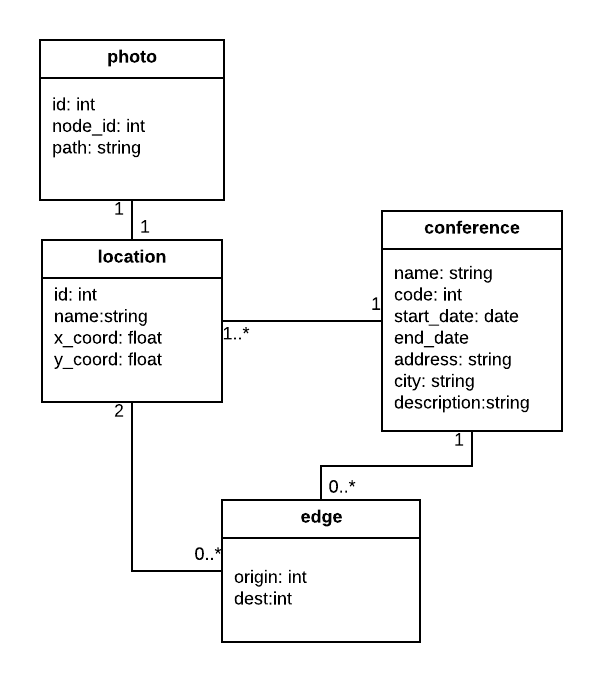 photo
id: int
node_id: int
path: string
1
1
location
id: int
name:string
x_coord: float
y_coord: float
1..*
1
conference
name: string
code: int
start_date: date
end_date
address: string
city: string
description:string
2
1
0..*
0..*
edge
origin: int
dest:int